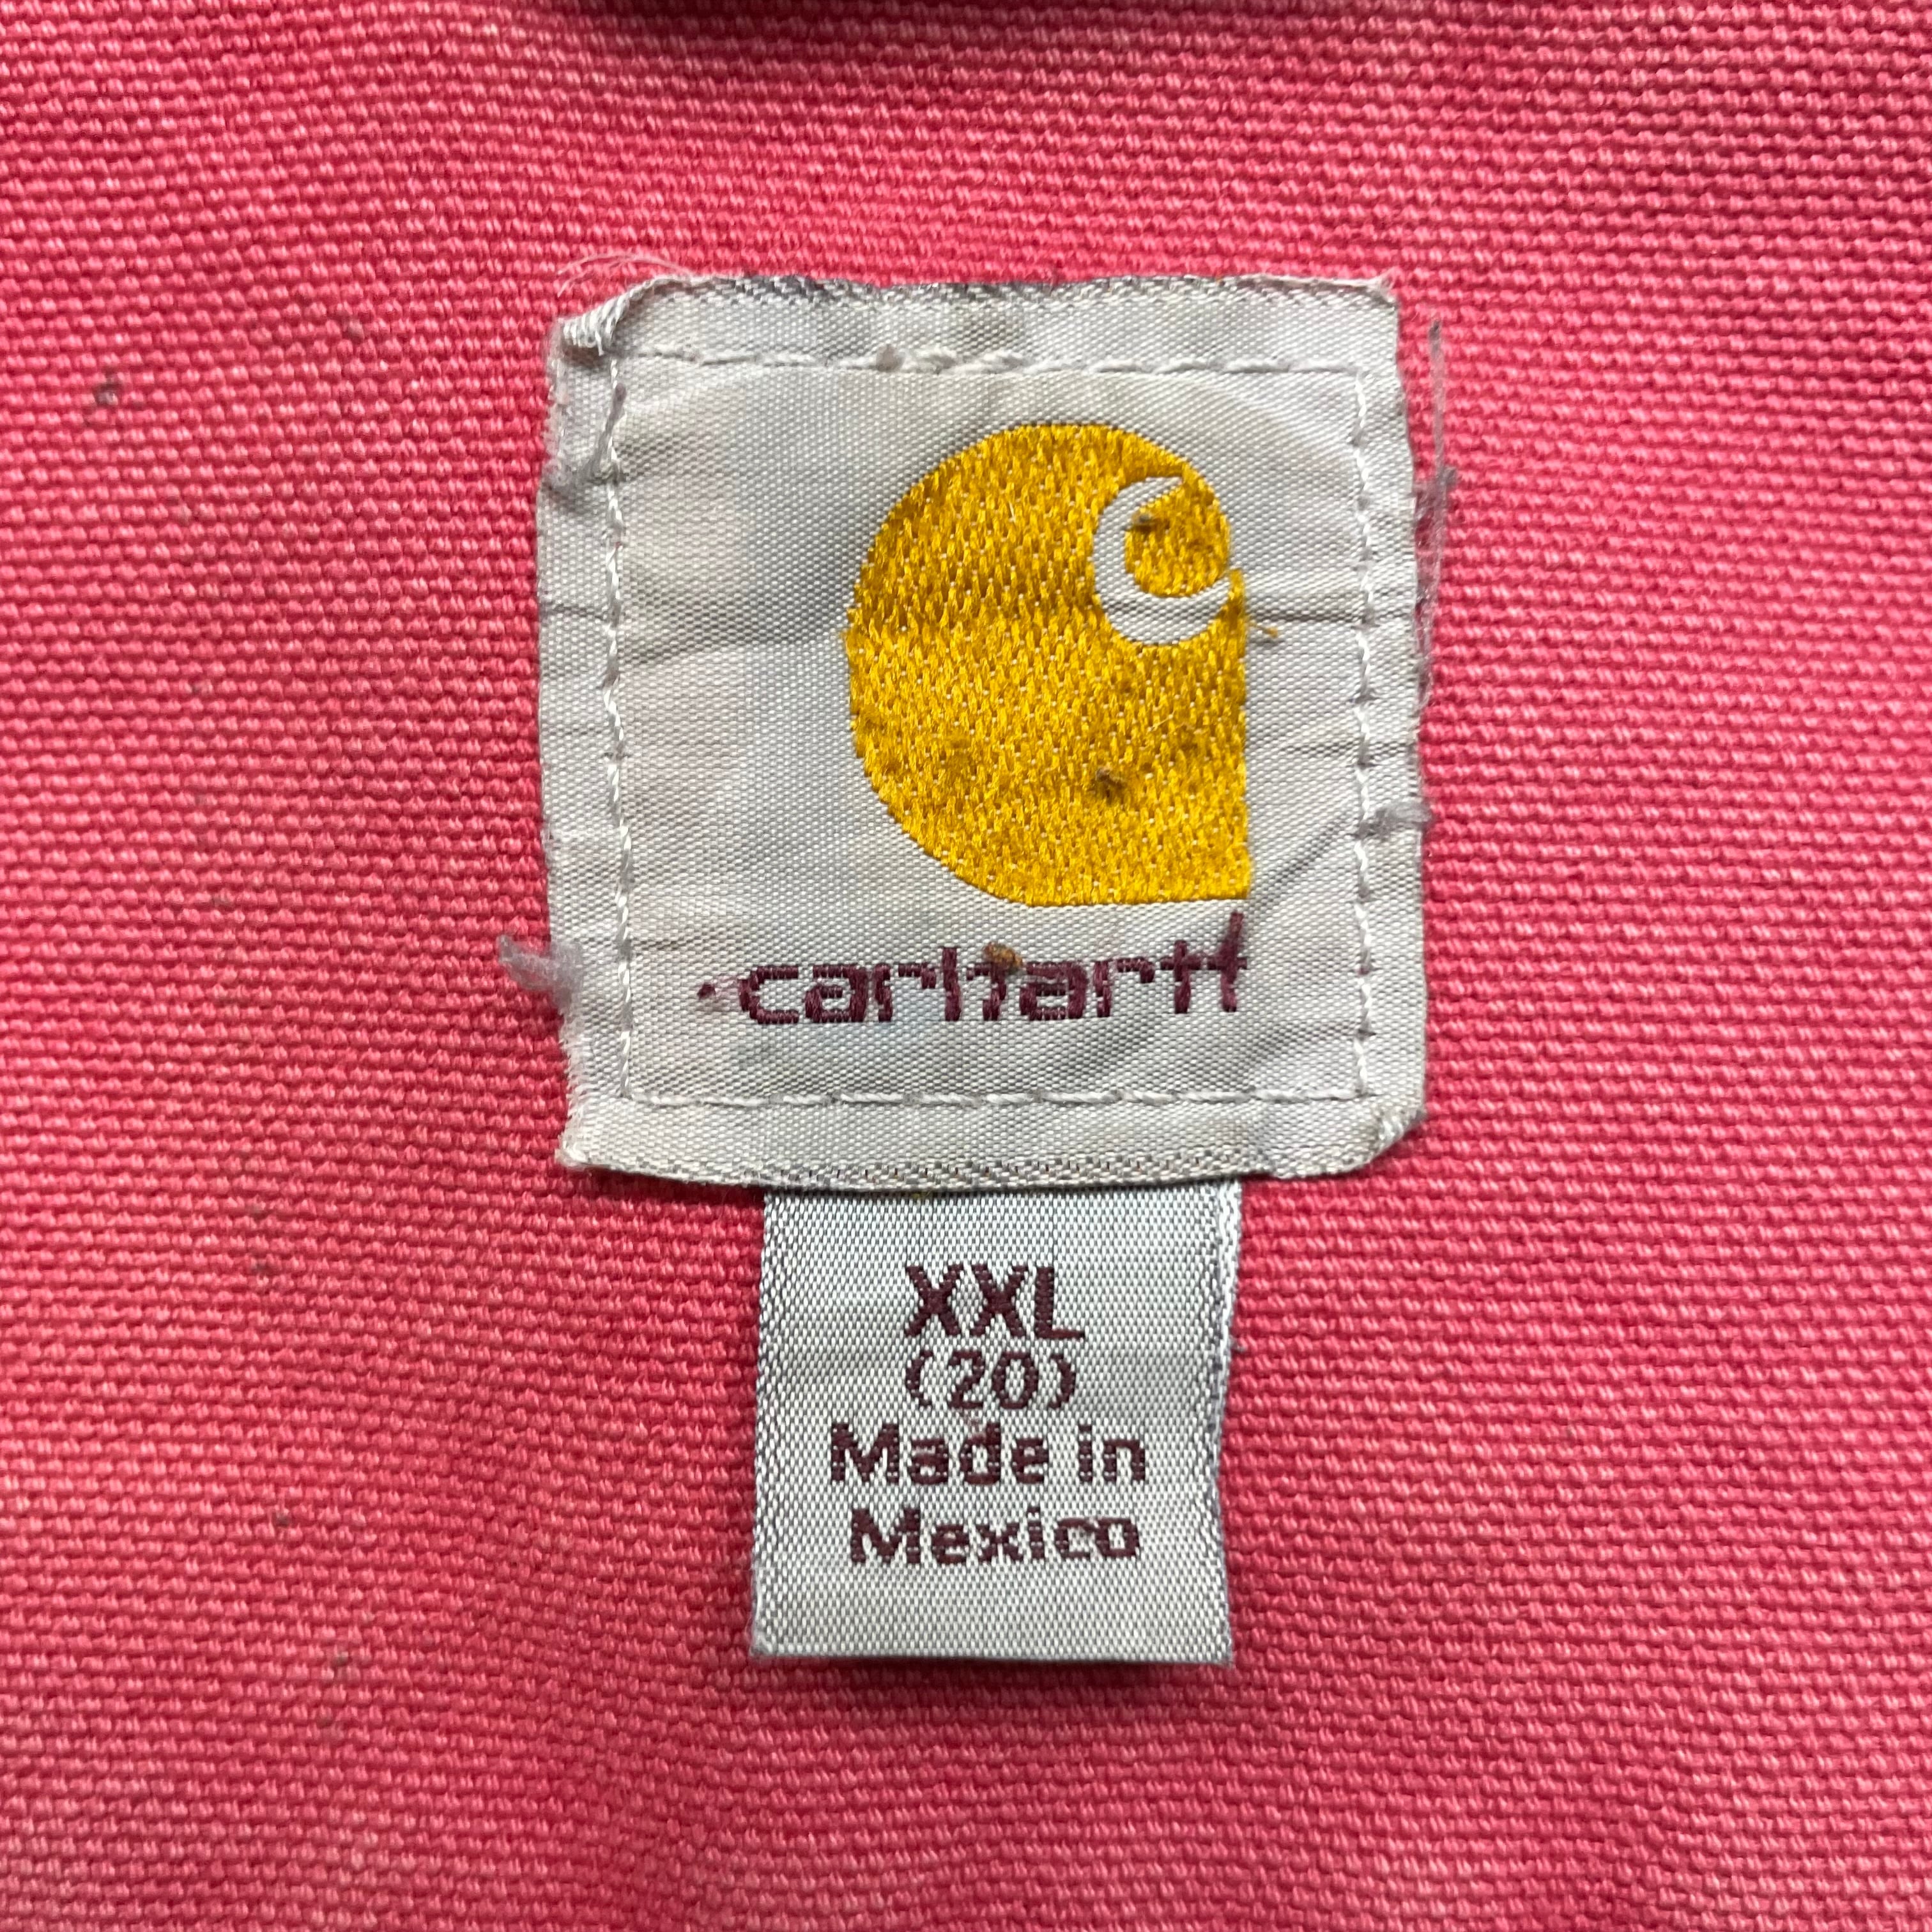 carhartt
XXL
(20)
Made in
Mexico